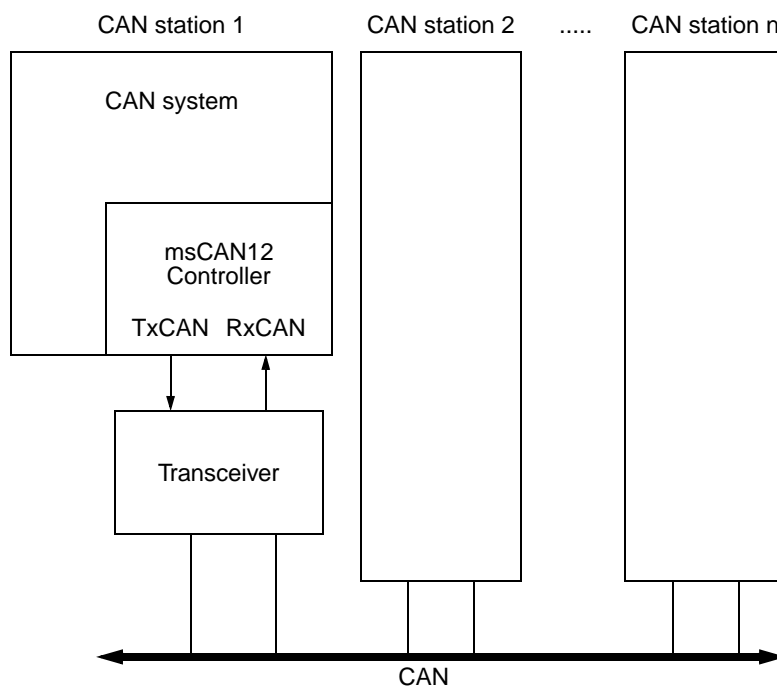 CAN station 1
CAN station 2
.....
CAN station n
CAN system
msCAN12
Controller
TxCAN
RxCAN
Transceiver
CAN